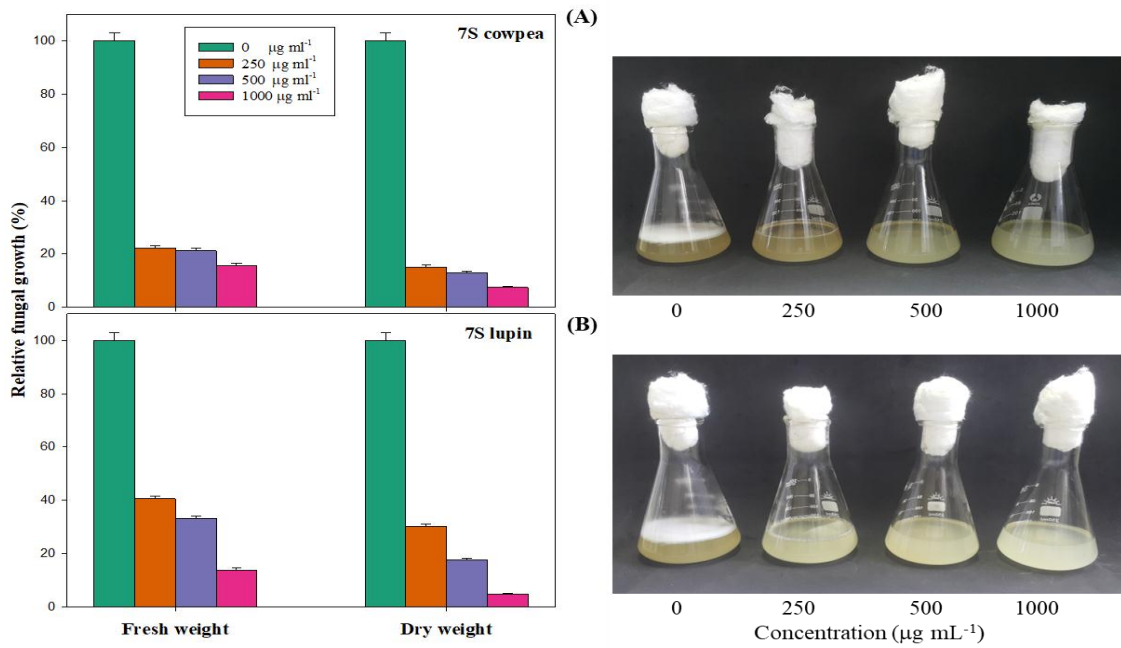 (A)
7S cowpea
0 μg ml-1
250 μg ml-1
500 μg ml-1
1000 μg ml-1
100
80
60
40
20
0
0 250 500 1000
Relative fungal growth (%)
(B)
7S lupin
100
80
60
40
20
0
Fresh weight Dry weight
0 250 500 1000
Concentration (μg mL-1)